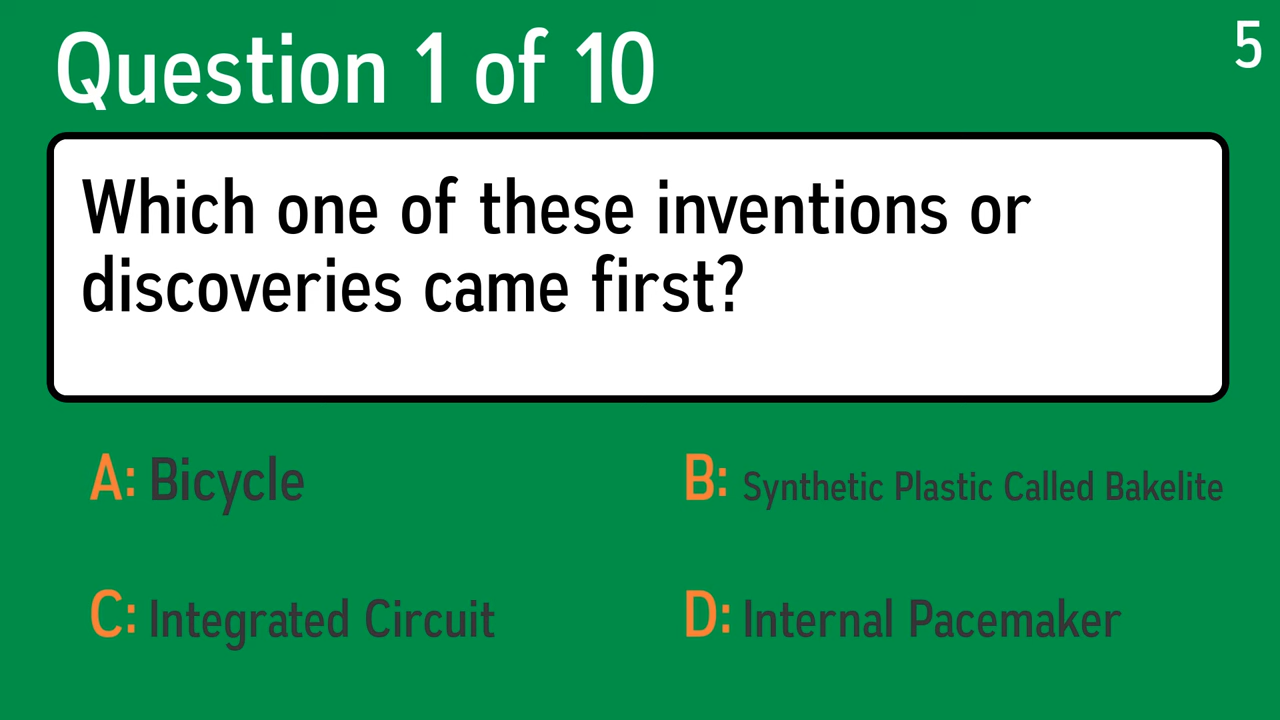 Question 1 of 10
5
Which one of these inventions or
discoveries came first?
A: Bicycle
B: Synthetic Plastic Called Bakelite
C: Integrated Circuit
D: Internal Pacemaker